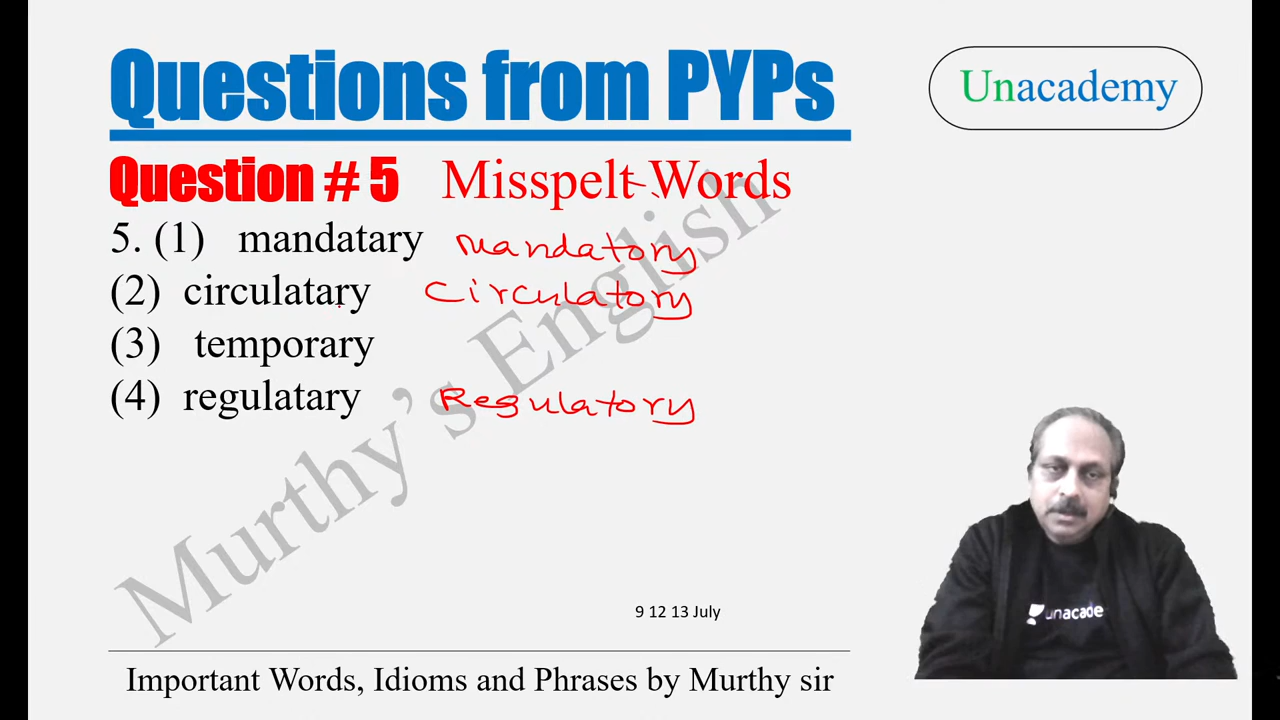 Questions from PYPs
Unacademy
Question # 5 Misspelt Words
5. (1) mandatary Mandatory
(2) circulatary Circulatory
(3) temporary
(4) regulatary Regulatory
Murthy's English
unacade
9 12 13 July
Important Words, Idioms and Phrases by Murthy sir